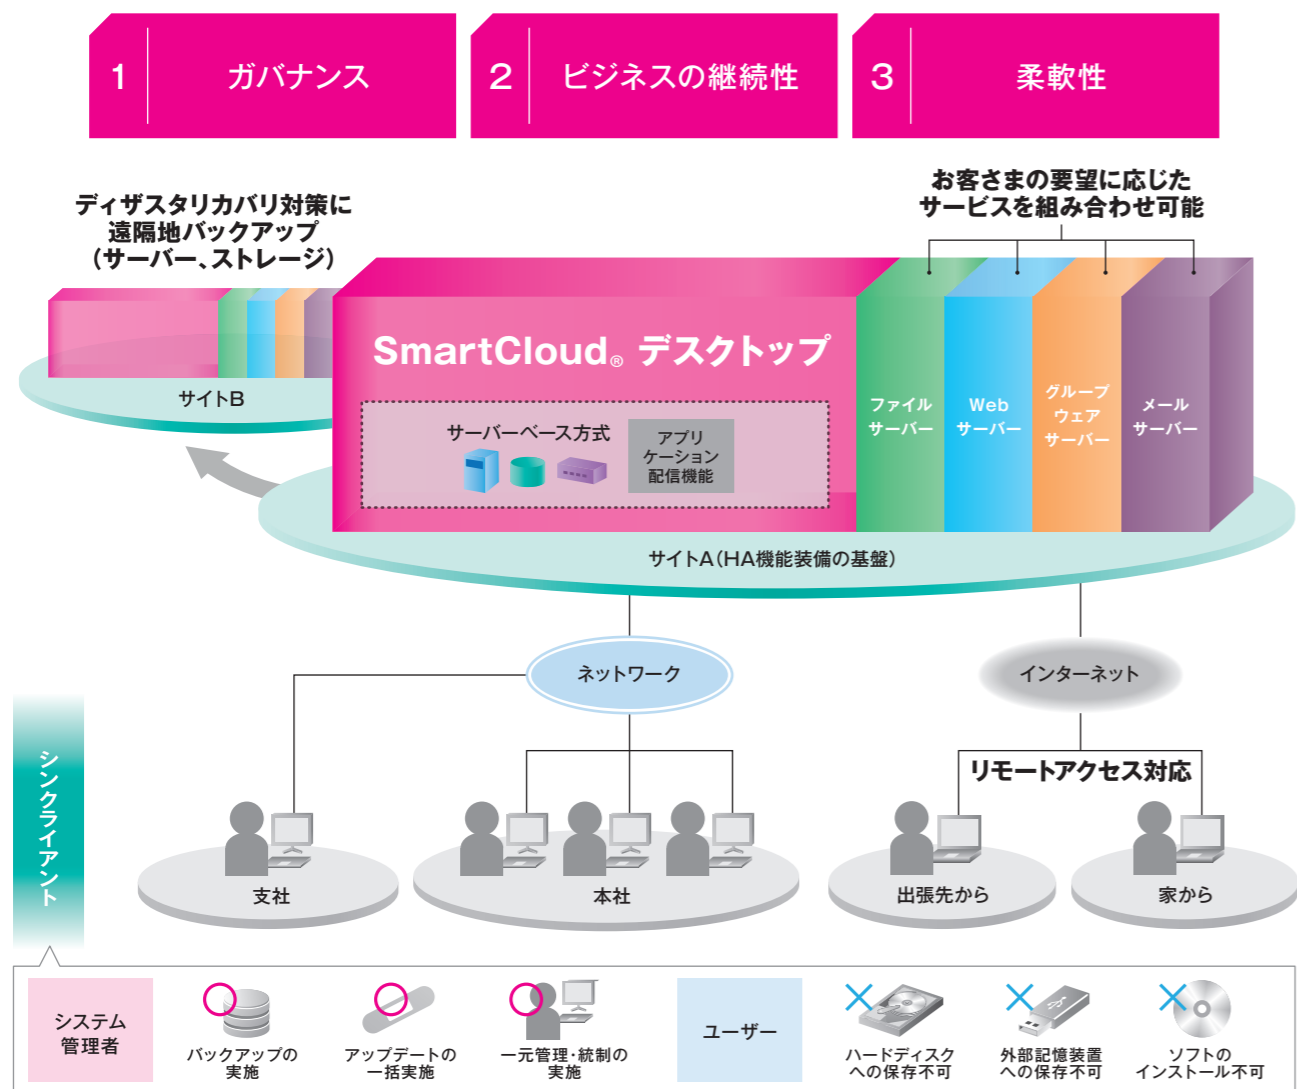 1 ガバナンス
2 ビジネスの継続性
3 柔軟性
ディザスタリカバリ対策に
遠隔地バックアップ
（サーバー、ストレージ）
お客さまの要望に応じた
サービスを組み合わせ可能
サイトB
SmartCloud® デスクトップ
サーバーベース方式
アプリ
ケーション
配信機能
ファイル
サーバー
Web
サーバー
グループ
ウェア
サーバー
メール
サーバー
サイトA（HA機能装備の基盤）
ネットワーク
インターネット
リモートアクセス対応
シンクライアント
支社
本社
出張先から
家から
システム
管理者
バックアップの
実施
アップデートの
一括実施
一元管理・統制の
実施
ユーザー
ハードディスク
への保存不可
外部記憶装置
への保存不可
ソフトの
インストール不可